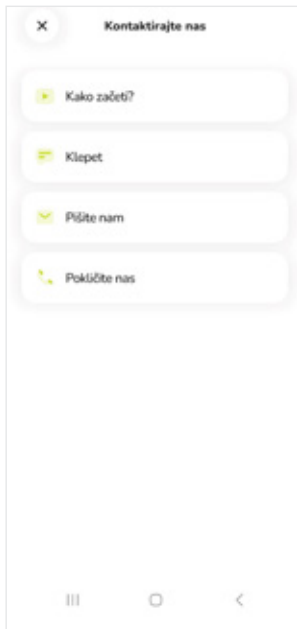 Kontaktirajte nas
Kako začeti?
Klepet
Pišite nam
Pokličite nas